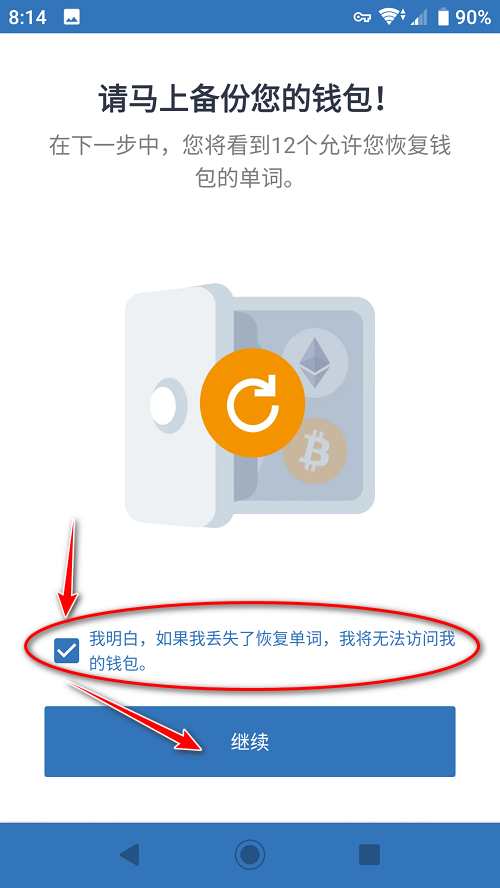 8:14 90%
请马上备份您的钱包！
在下一步中，您将看到12个允许您恢复钱
包的单词。
我明白，如果我丢失了恢复单词，我将无法访问我
的钱包。
继续